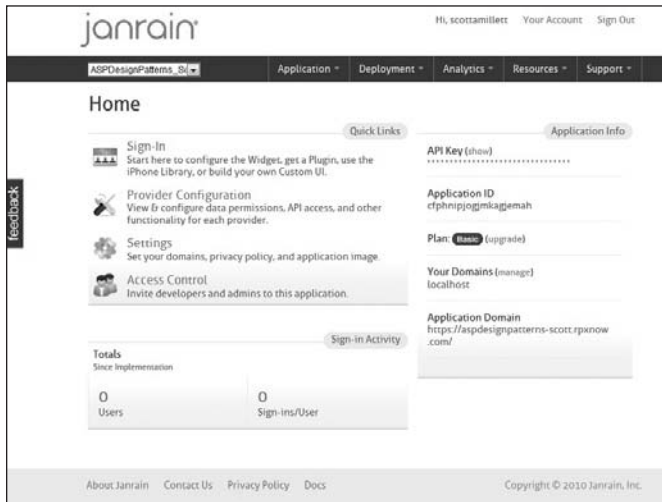 janrain
Hi, scottamillett Your Account Sign Out
ASPDesignPatterns_Sc
Application Deployment Analytics Resources Support
Home
Quick Links
Sign-In
Start here to configure the Widget, get a Plugin, use the
iPhone Library, or build your own Custom UI.
Provider Configuration
View & configure data permissions, API access, and other
functionality for each provider.
Settings
Set your domains, privacy policy, and application image.
Access Control
Invite developers and admins to this application.
Sign-in Activity
Totals
Since Implementation
0
Users
0
Sign-ins/User
Application Info
API Key (show)
Application ID
cfphnipjogjmkagjemah
Plan: Basic (upgrade)
Your Domains (manage)
localhost
Application Domain
https://aspdesignpatterns-scott.rpxnow
.com/
feedback
About Janrain Contact Us Privacy Policy Docs
Copyright © 2010 Janrain, Inc.